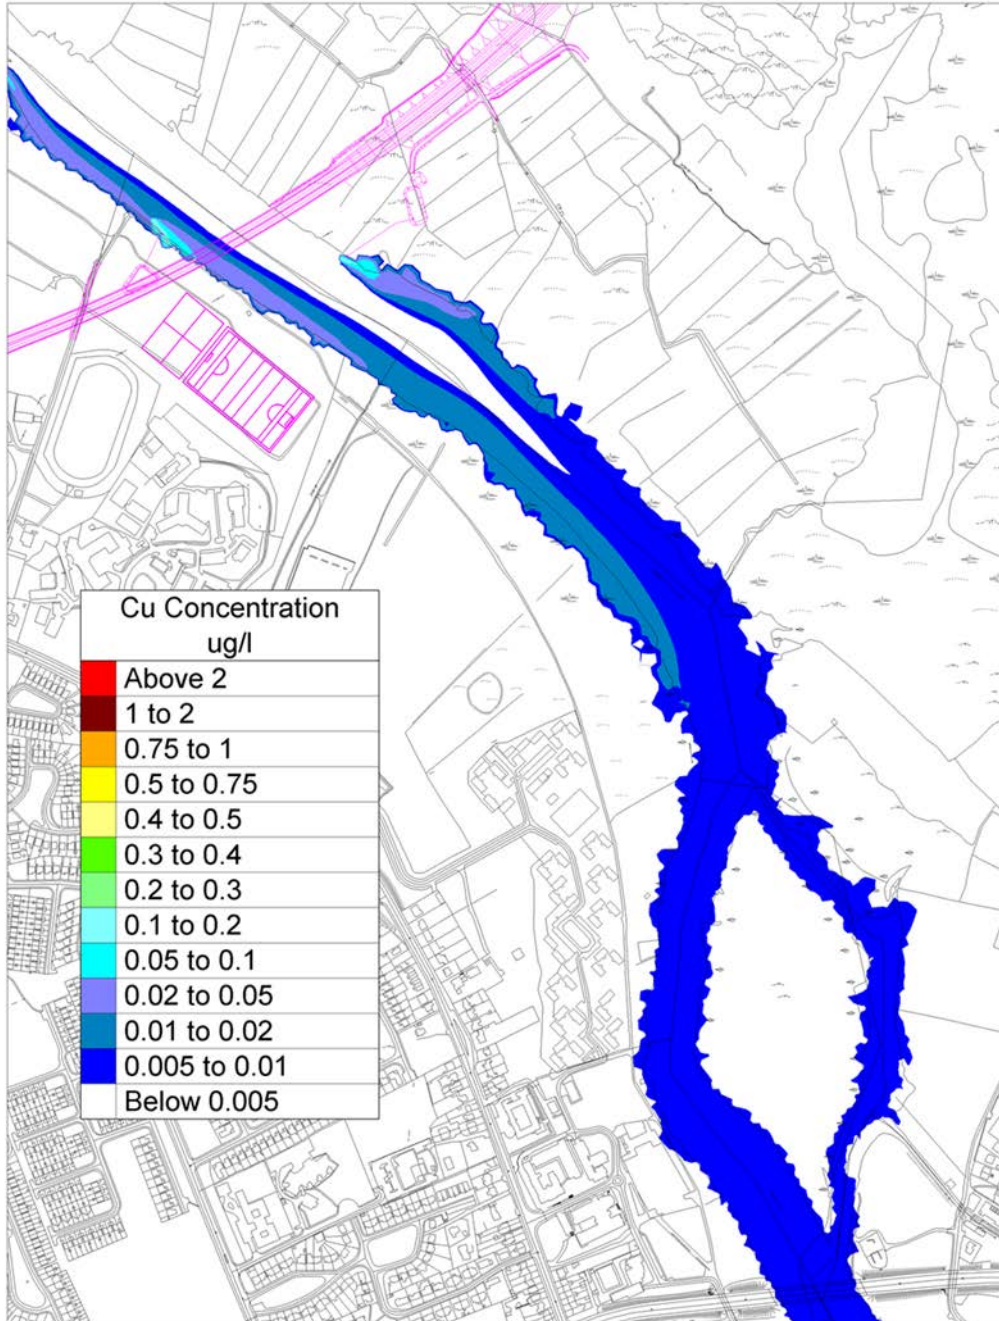 Cu Concentration
ug/l
Above 2
1 to 2
0.75 to 1
0.5 to 0.75
0.4 to 0.5
0.3 to 0.4
0.2 to 0.3
0.1 to 0.2
0.05 to 0.1
0.02 to 0.05
0.01 to 0.02
0.005 to 0.01
Below 0.005